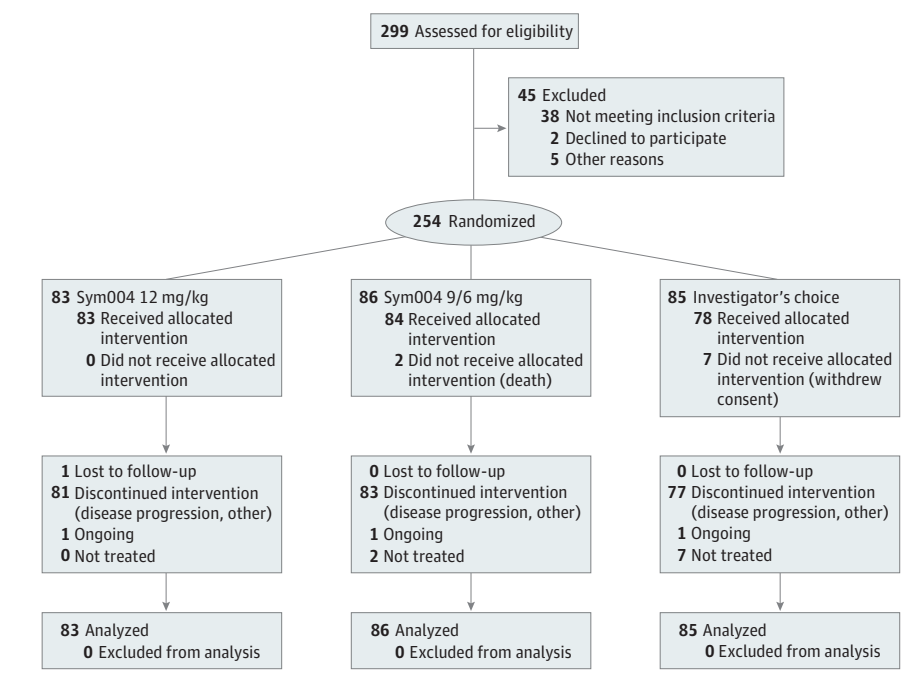 299 Assessed for eligibility
45 Excluded
38 Not meeting inclusion criteria
2 Declined to participate
5 Other reasons
254 Randomized
83 Sym004 12 mg/kg
83 Received allocated
intervention
0 Did not receive allocated
intervention
86 Sym004 9/6 mg/kg
84 Received allocated
intervention
2 Did not receive allocated
intervention (death)
85 Investigator's choice
78 Received allocated
intervention
7 Did not receive allocated
intervention (withdrew
consent)
1 Lost to follow-up
81 Discontinued intervention
(disease progression, other)
1 Ongoing
0 Not treated
0 Lost to follow-up
83 Discontinued intervention
(disease progression, other)
1 Ongoing
2 Not treated
0 Lost to follow-up
77 Discontinued intervention
(disease progression, other)
1 Ongoing
7 Not treated
83 Analyzed
0 Excluded from analysis
86 Analyzed
0 Excluded from analysis
85 Analyzed
0 Excluded from analysis